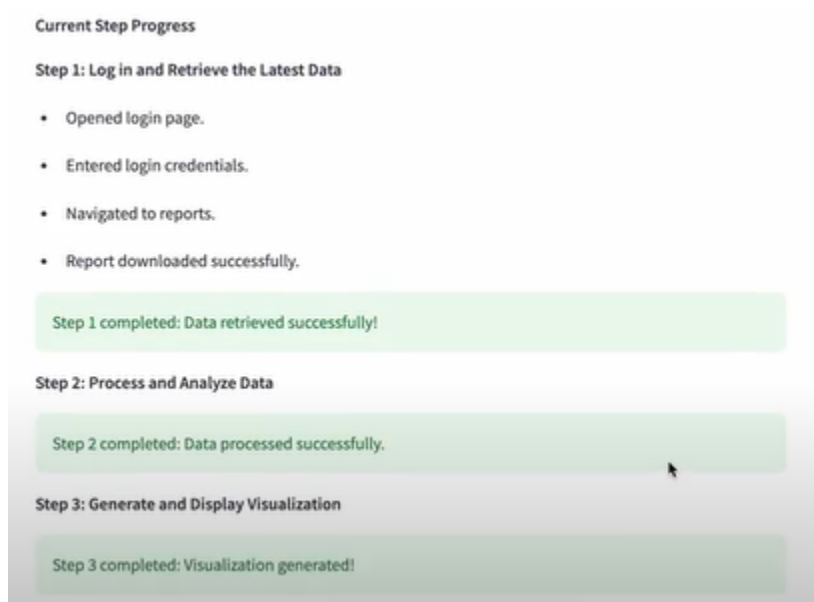 Current Step Progress
Step 1: Log in and Retrieve the Latest Data
• Opened login page.
• Entered login credentials.
• Navigated to reports.
• Report downloaded successfully.
Step 1 completed: Data retrieved successfully!
Step 2: Process and Analyze Data
Step 2 completed: Data processed successfully.
Step 3: Generate and Display Visualization
Step 3 completed: Visualization generated!